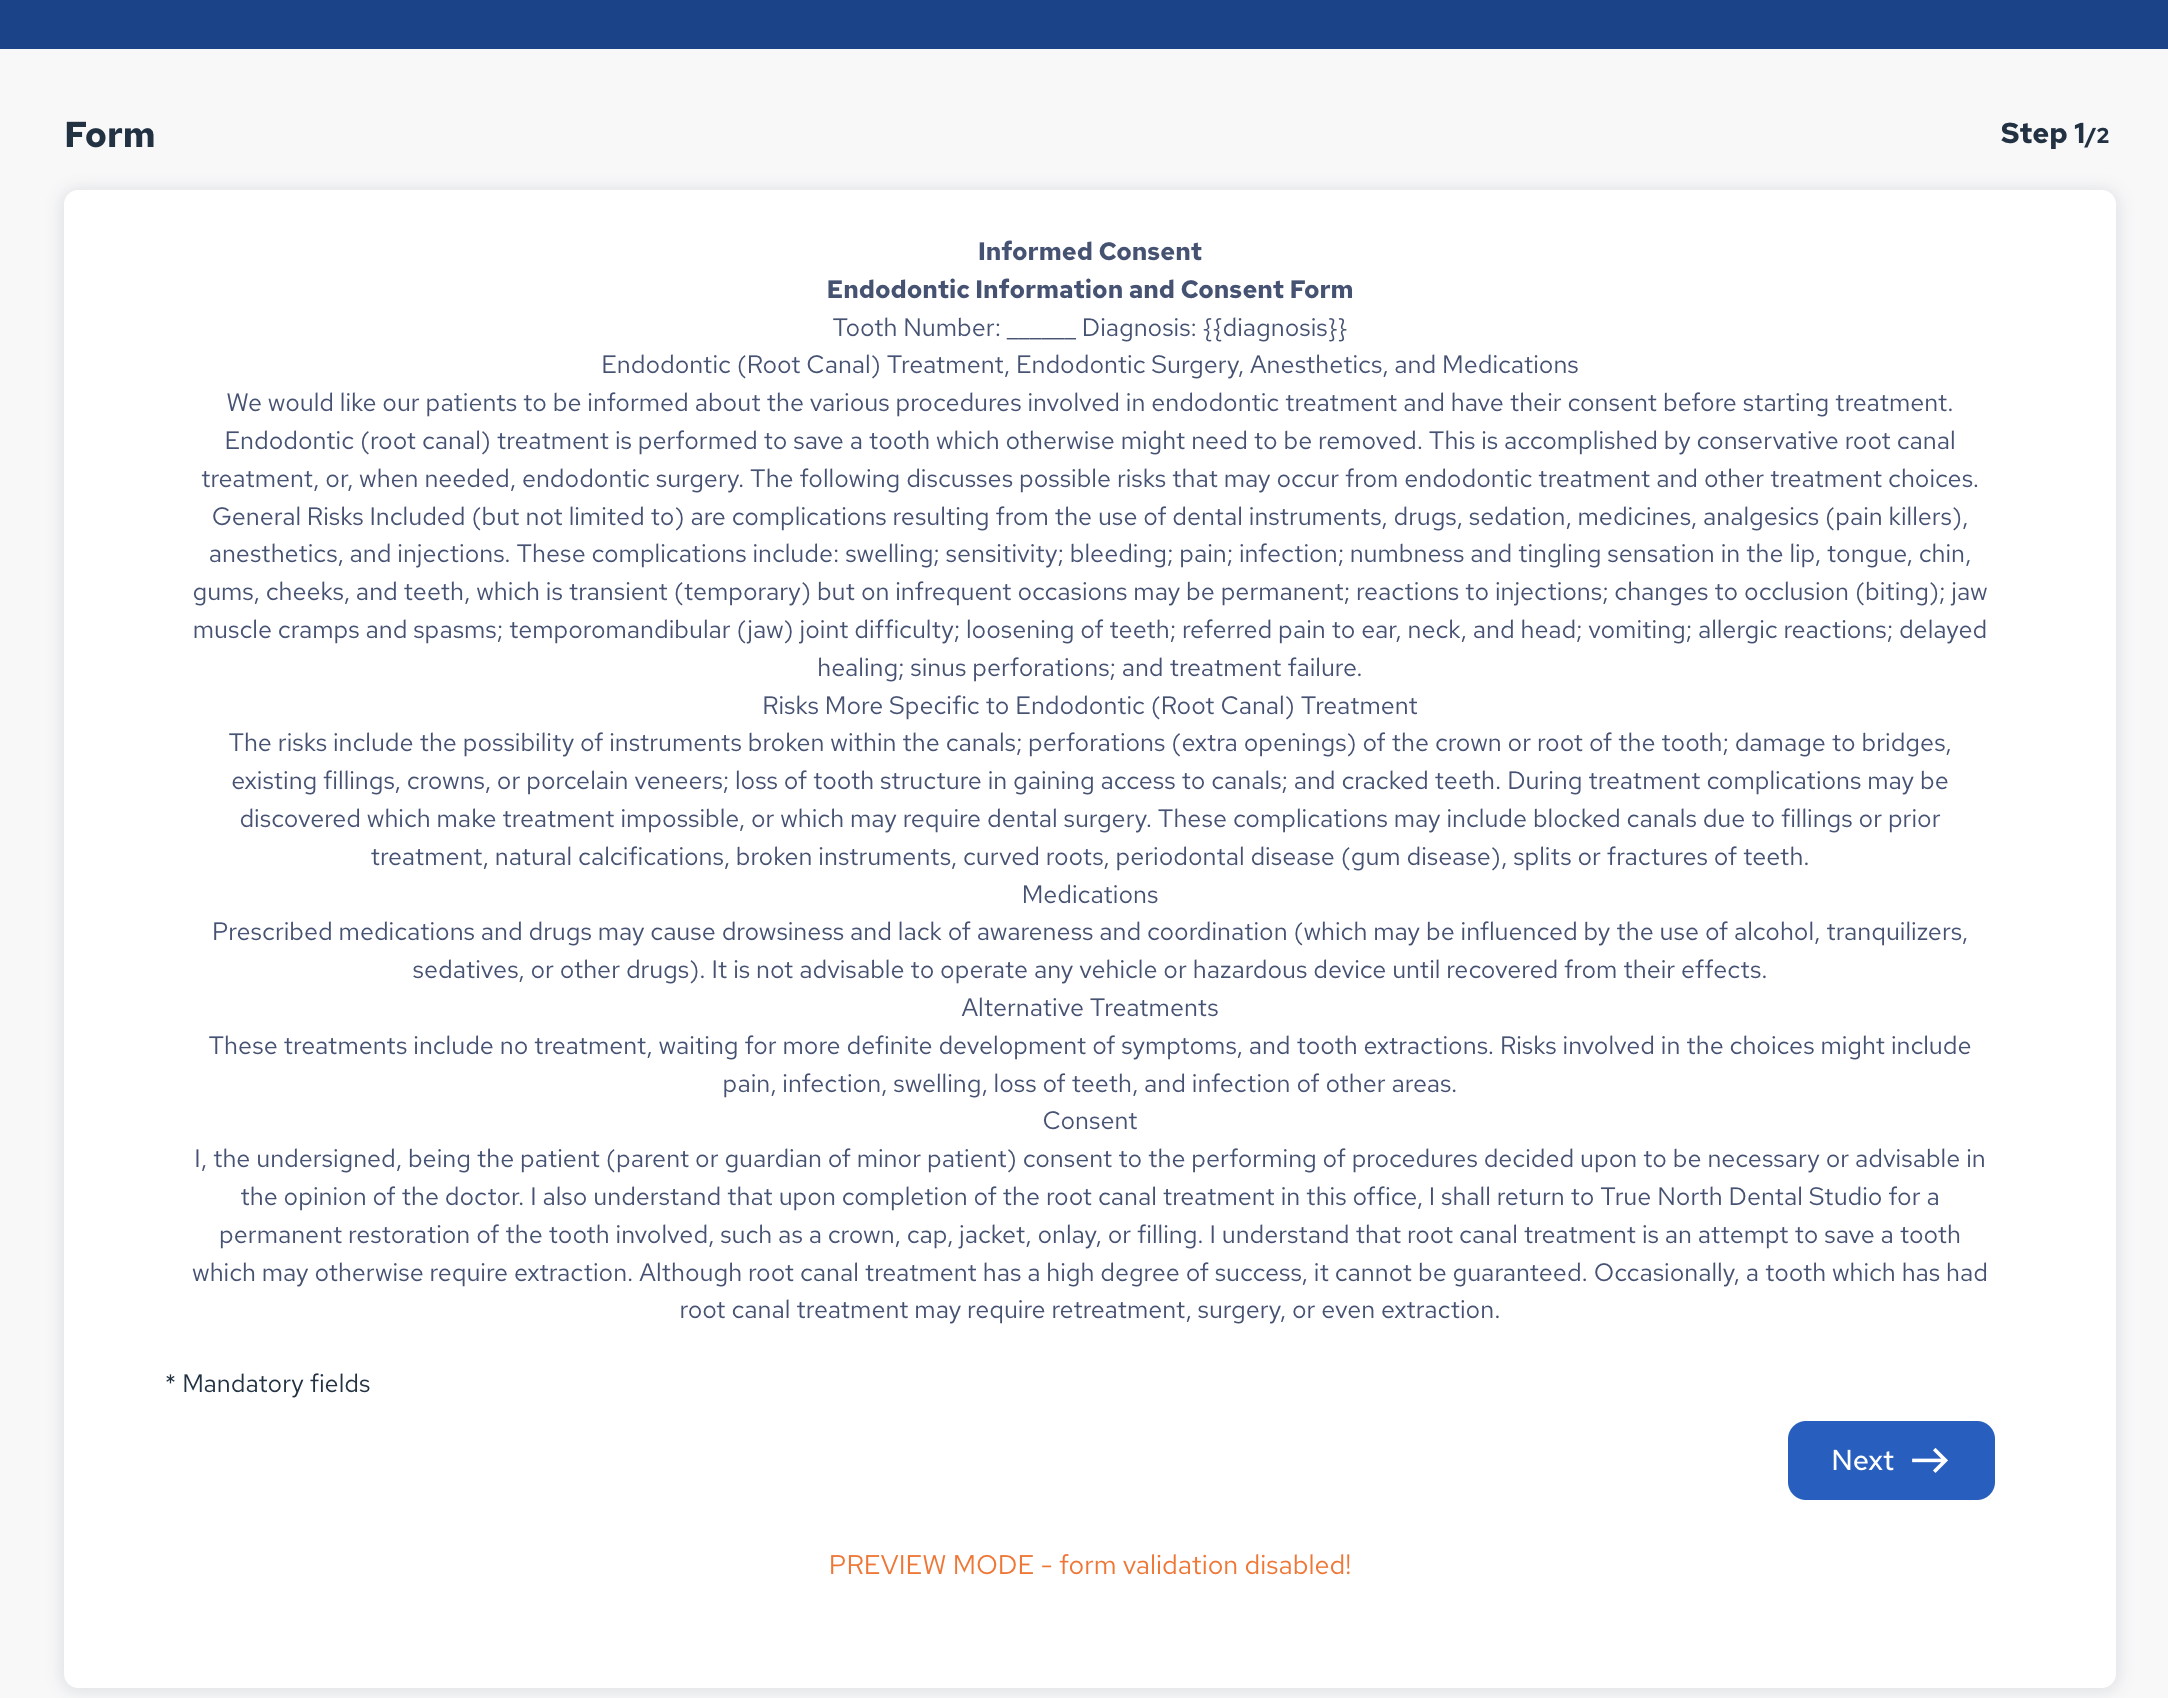 Form
Step 1/2
Informed Consent
Endodontic Information and Consent Form
Tooth Number: ______ Diagnosis: {{diagnosis}}
Endodontic (Root Canal) Treatment, Endodontic Surgery, Anesthetics, and Medications
We would like our patients to be informed about the various procedures involved in endodontic treatment and have their consent before starting treatment.
Endodontic (root canal) treatment is performed to save a tooth which otherwise might need to be removed. This is accomplished by conservative root canal
treatment, or, when needed, endodontic surgery. The following discusses possible risks that may occur from endodontic treatment and other treatment choices.
General Risks Included (but not limited to) are complications resulting from the use of dental instruments, drugs, sedation, medicines, analgesics (pain killers),
anesthetics, and injections. These complications include: swelling; sensitivity; bleeding; pain; infection; numbness and tingling sensation in the lip, tongue, chin,
gums, cheeks, and teeth, which is transient (temporary) but on infrequent occasions may be permanent; reactions to injections; changes to occlusion (biting); jaw
muscle cramps and spasms; temporomandibular (jaw) joint difficulty; loosening of teeth; referred pain to ear, neck, and head; vomiting; allergic reactions; delayed
healing; sinus perforations; and treatment failure.
Risks More Specific to Endodontic (Root Canal) Treatment
The risks include the possibility of instruments broken within the canals; perforations (extra openings) of the crown or root of the tooth; damage to bridges,
existing fillings, crowns, or porcelain veneers; loss of tooth structure in gaining access to canals; and cracked teeth. During treatment complications may be
discovered which make treatment impossible, or which may require dental surgery. These complications may include blocked canals due to fillings or prior
treatment, natural calcifications, broken instruments, curved roots, periodontal disease (gum disease), splits or fractures of teeth.
Medications
Prescribed medications and drugs may cause drowsiness and lack of awareness and coordination (which may be influenced by the use of alcohol, tranquilizers,
sedatives, or other drugs). It is not advisable to operate any vehicle or hazardous device until recovered from their effects.
Alternative Treatments
These treatments include no treatment, waiting for more definite development of symptoms, and tooth extractions. Risks involved in the choices might include
pain, infection, swelling, loss of teeth, and infection of other areas.
Consent
I, the undersigned, being the patient (parent or guardian of minor patient) consent to the performing of procedures decided upon to be necessary or advisable in
the opinion of the doctor. I also understand that upon completion of the root canal treatment in this office, I shall return to True North Dental Studio for a
permanent restoration of the tooth involved, such as a crown, cap, jacket, onlay, or filling. I understand that root canal treatment is an attempt to save a tooth
which may otherwise require extraction. Although root canal treatment has a high degree of success, it cannot be guaranteed. Occasionally, a tooth which has had
root canal treatment may require retreatment, surgery, or even extraction.
* Mandatory fields
Next →
PREVIEW MODE - form validation disabled!